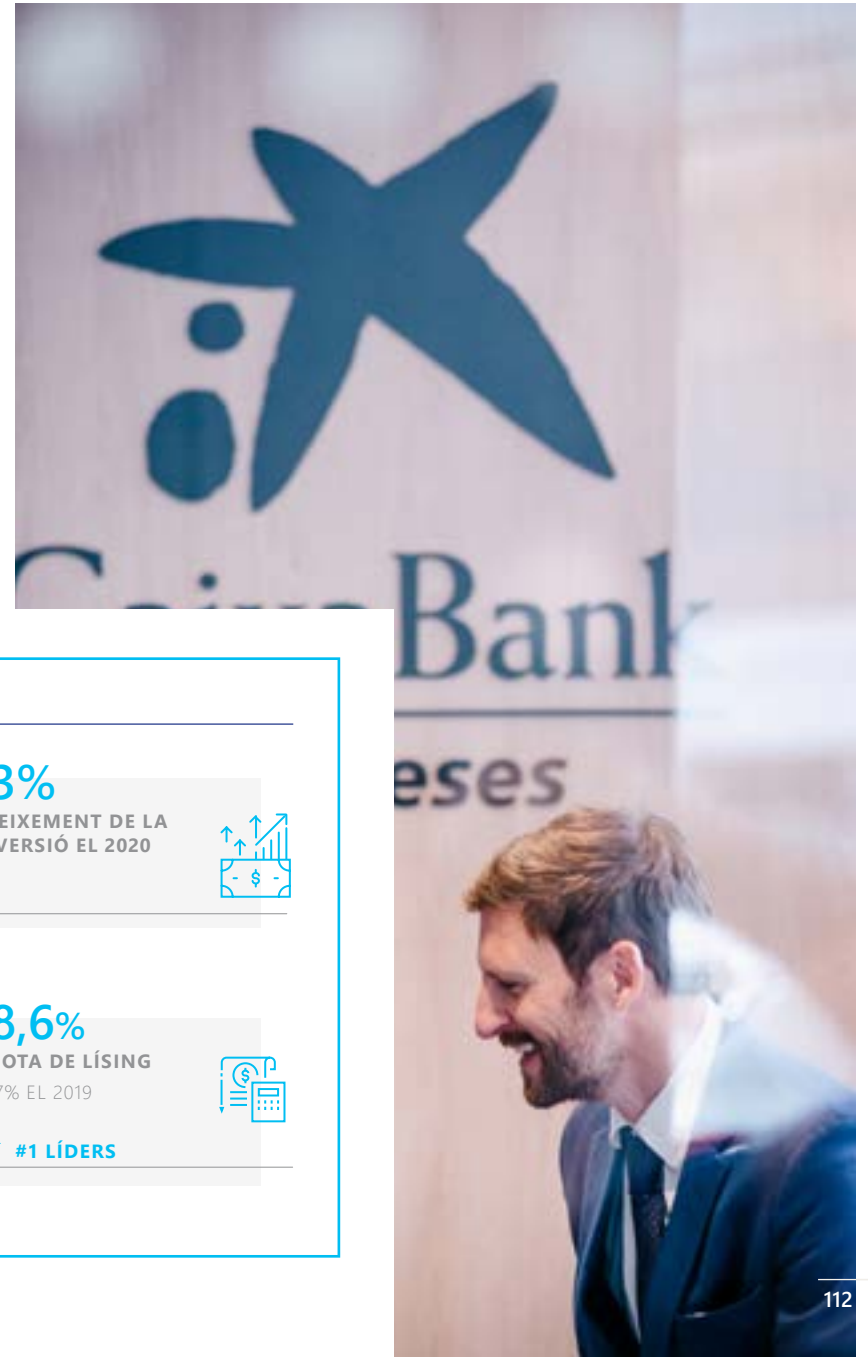 Bank
eses
3%
EIXEMENT DE LA
VERSIÓ EL 2020
8,6%
OTA DE LÍSING
7% EL 2019
#1 LÍDERS
112